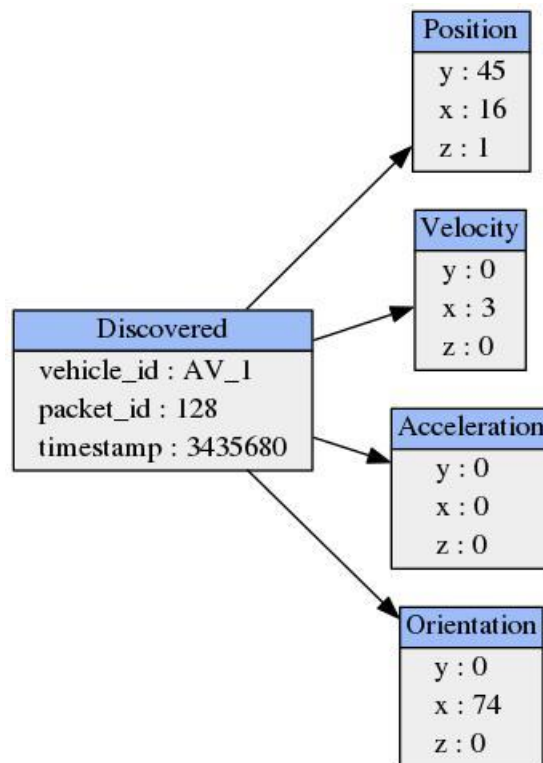 Position
y : 45
x : 16
z : 1
Velocity
y : 0
x : 3
z : 0
Discovered
vehicle_id : AV_1
packet_id : 128
timestamp : 3435680
Acceleration
y : 0
x : 0
z : 0
Orientation
y : 0
x : 74
z : 0